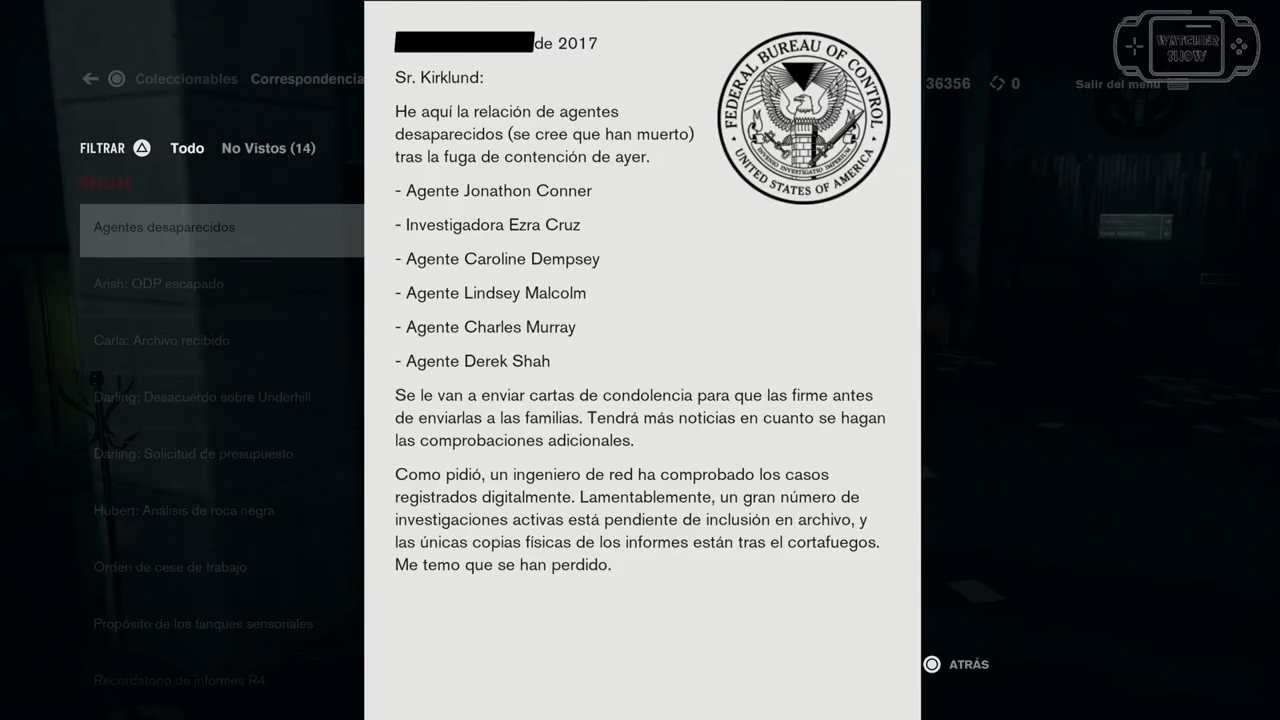 WATCHER
SHOW
Coleccionables Correspondencia
36356 0 Salir del menú
FILTRAR Todo No Vistos (14)
OFICIAL
Agentes desaparecidos
Arish: ODP escapado
Carla: Archivo recibido
Darling: Desacuerdo sobre Underhill
Darling: Solicitud de presupuesto
Hubert: Análisis de roca negra
Orden de cese de trabajo
Propósito de los tanques sensoriales
Recordatorio de informes R4
de 2017
Sr. Kirklund:
He aquí la relación de agentes
desaparecidos (se cree que han muerto)
tras la fuga de contención de ayer.
- Agente Jonathon Conner
- Investigadora Ezra Cruz
- Agente Caroline Dempsey
- Agente Lindsey Malcolm
- Agente Charles Murray
- Agente Derek Shah
Se le van a enviar cartas de condolencia para que las firme antes
de enviarlas a las familias. Tendrá más noticias en cuanto se hagan
las comprobaciones adicionales.
Como pidió, un ingeniero de red ha comprobado los casos
registrados digitalmente. Lamentablemente, un gran número de
investigaciones activas está pendiente de inclusión en archivo, y
las únicas copias físicas de los informes están tras el cortafuegos.
Me temo que se han perdido.
FEDERAL BUREAU OF CONTROL
UNITED STATES OF AMERICA
ATRÁS